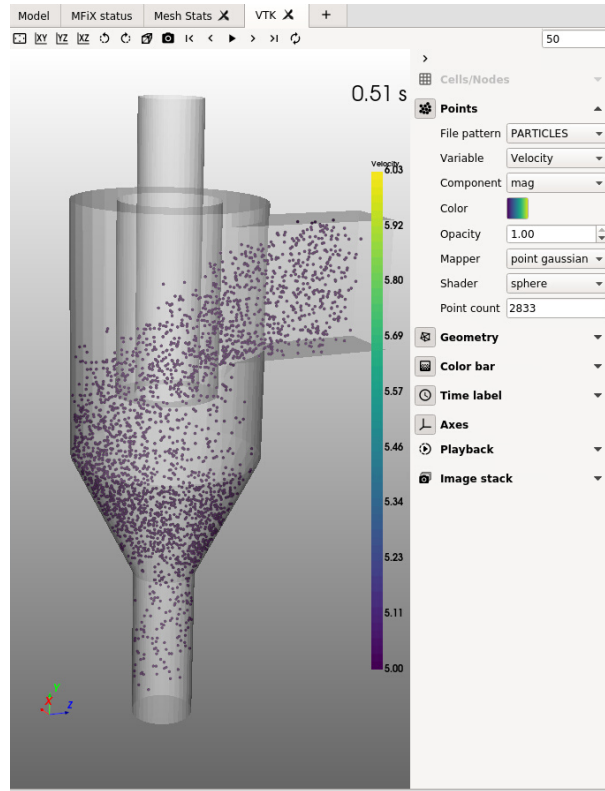 Model MFiX status Mesh Stats VTK +
XY YZ XZ 50
Cells/Nodes
Points
File pattern PARTICLES
Variable Velocity
Component mag
Color
Opacity 1.00
Mapper point gaussian
Shader sphere
Point count 2833
Geometry
Color bar
Time label
Axes
Playback
Image stack
0.51 s
Velocity
6.03
5.92
5.80
5.69
5.57
5.46
5.34
5.23
5.11
5.00
Y
X
Z